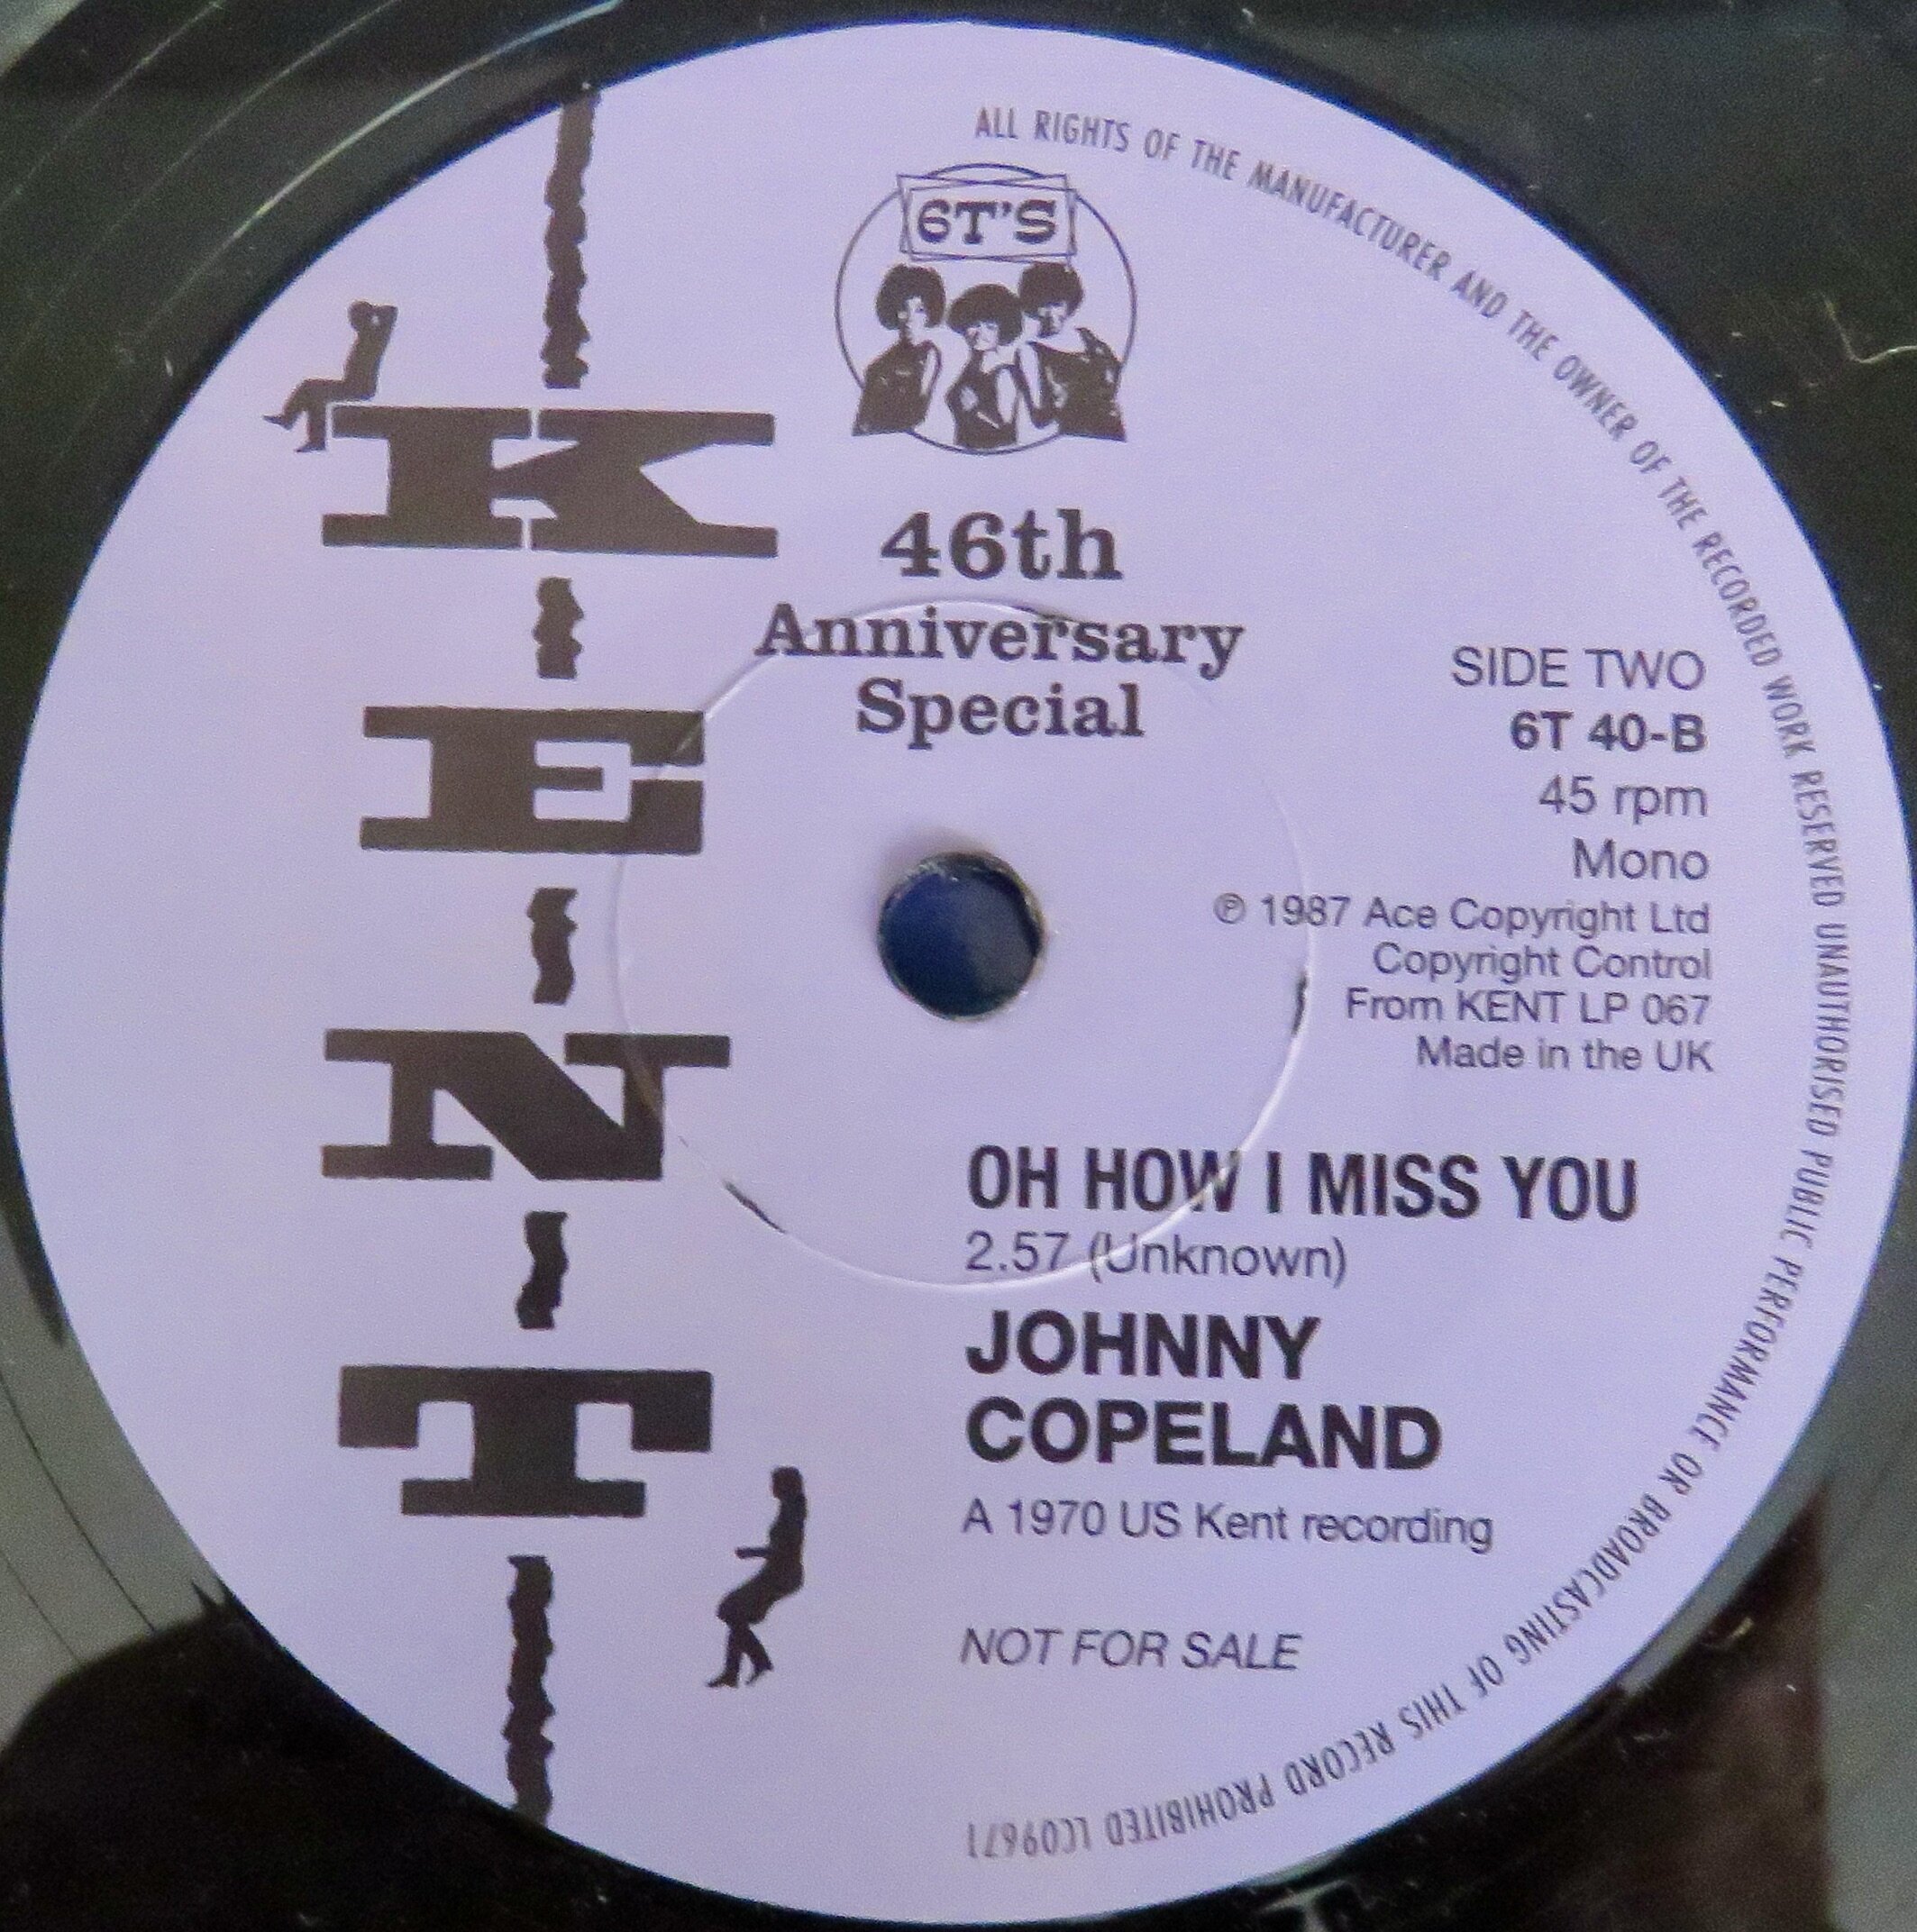 ALL RIGHTS OF THE MANUFACTURER AND THE OWNER OF THE RECORDED WORK RESERVED UNAUTHORISED PUBLIC PERFORMANCE OR BROADCASTING OF THIS RECORD PROHIBITED LC09671
6T'S
46th
Anniversary
Special
KENT
SIDE TWO
6T 40-B
45 rpm
Mono
℗ 1987 Ace Copyright Ltd
Copyright Control
From KENT LP 067
Made in the UK
OH HOW I MISS YOU
2.57 (Unknown)
JOHNNY
COPELAND
A 1970 US Kent recording
NOT FOR SALE